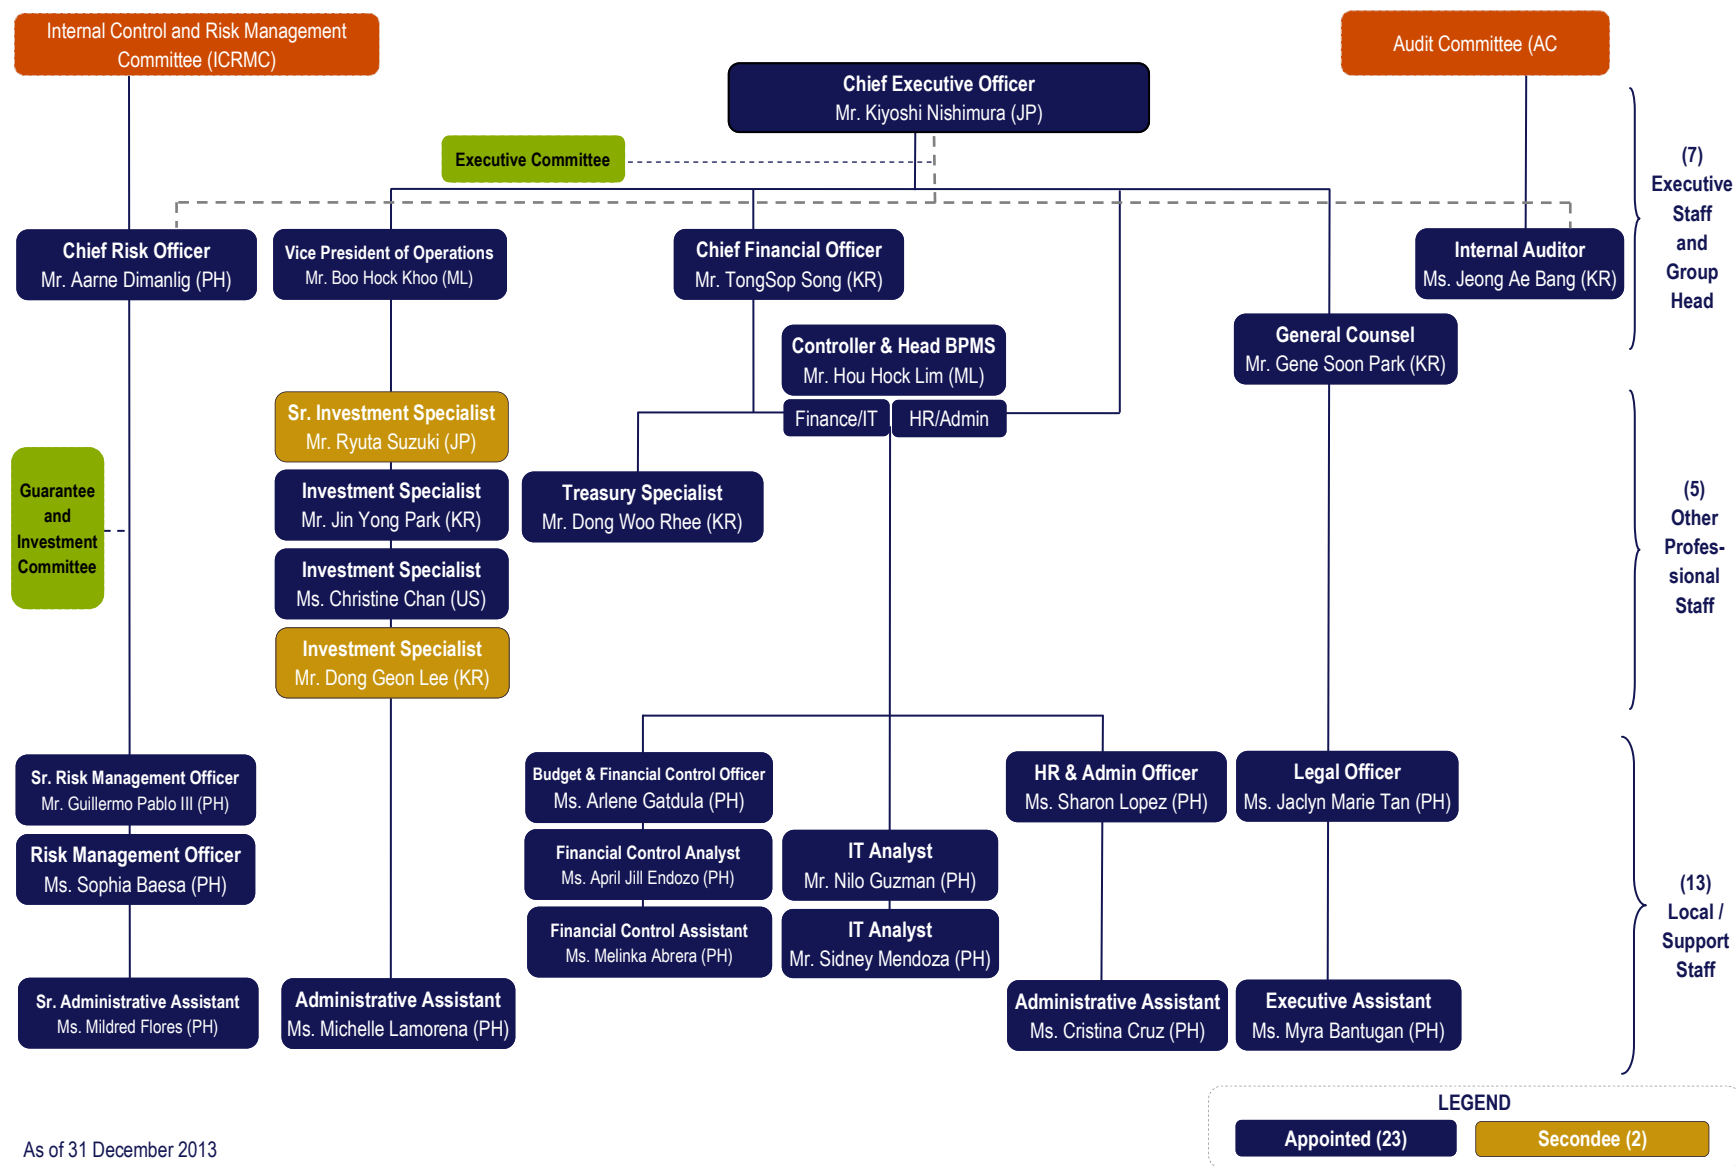 Internal Control and Risk Management
Committee (ICRMC)
Audit Committee (AC
Chief Executive Officer
Mr. Kiyoshi Nishimura (JP)
Executive Committee
(7)
Executive
Staff
and
Group
Head
Chief Risk Officer
Mr. Aarne Dimanlig (PH)
Vice President of Operations
Mr. Boo Hock Khoo (ML)
Chief Financial Officer
Mr. TongSop Song (KR)
Internal Auditor
Ms. Jeong Ae Bang (KR)
Controller & Head BPMS
Mr. Hou Hock Lim (ML)
Finance/IT
HR/Admin
General Counsel
Mr. Gene Soon Park (KR)
Sr. Investment Specialist
Mr. Ryuta Suzuki (JP)
Investment Specialist
Mr. Jin Yong Park (KR)
Investment Specialist
Ms. Christine Chan (US)
Investment Specialist
Mr. Dong Geon Lee (KR)
Treasury Specialist
Mr. Dong Woo Rhee (KR)
Guarantee
and
Investment
Committee
(5)
Other
Profes-
sional
Staff
Sr. Risk Management Officer
Mr. Guillermo Pablo III (PH)
Risk Management Officer
Ms. Sophia Baesa (PH)
Sr. Administrative Assistant
Ms. Mildred Flores (PH)
Administrative Assistant
Ms. Michelle Lamorena (PH)
Budget & Financial Control Officer
Ms. Arlene Gatdula (PH)
Financial Control Analyst
Ms. April Jill Endozo (PH)
Financial Control Assistant
Ms. Melinka Abrera (PH)
IT Analyst
Mr. Nilo Guzman (PH)
IT Analyst
Mr. Sidney Mendoza (PH)
HR & Admin Officer
Ms. Sharon Lopez (PH)
Administrative Assistant
Ms. Cristina Cruz (PH)
Legal Officer
Ms. Jaclyn Marie Tan (PH)
Executive Assistant
Ms. Myra Bantugan (PH)
(13)
Local /
Support
Staff
LEGEND
Appointed (23)
Secondee (2)
As of 31 December 2013